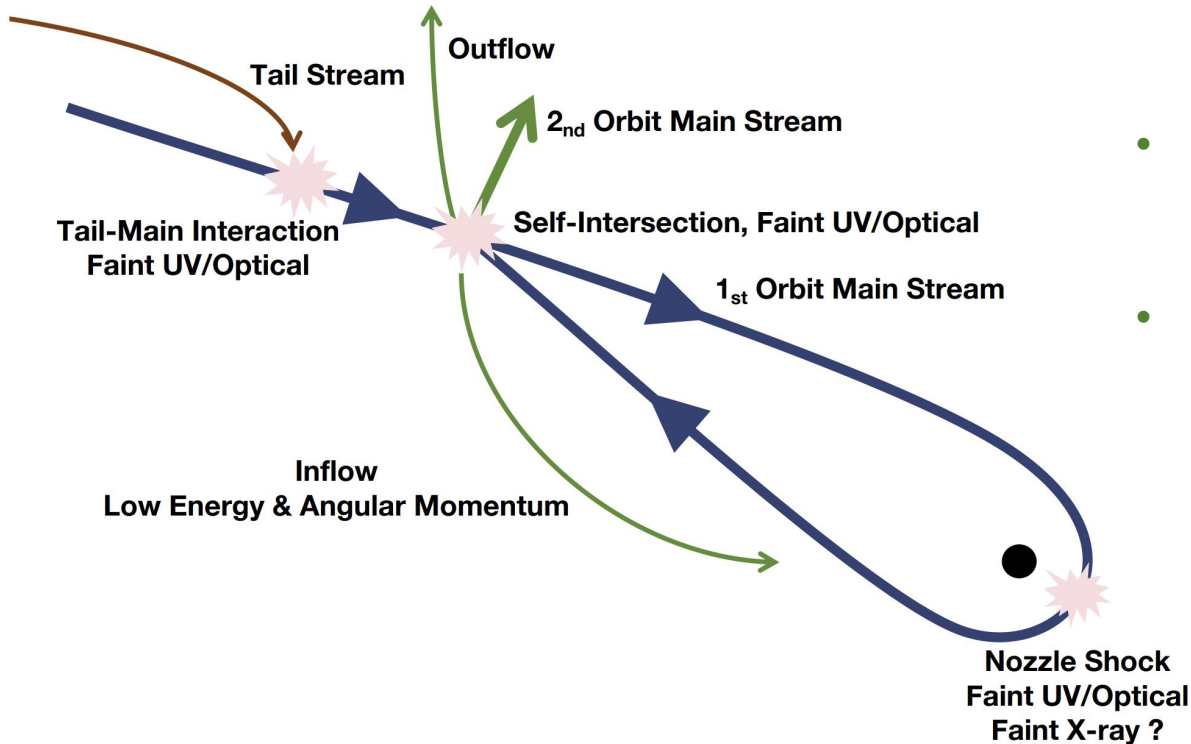 Outflow
Tail Stream
2nd Orbit Main Stream
Self-Intersection, Faint UV/Optical
Tail-Main Interaction
Faint UV/Optical
1st Orbit Main Stream
Inflow
Low Energy & Angular Momentum
Nozzle Shock
Faint UV/Optical
Faint X-ray ?